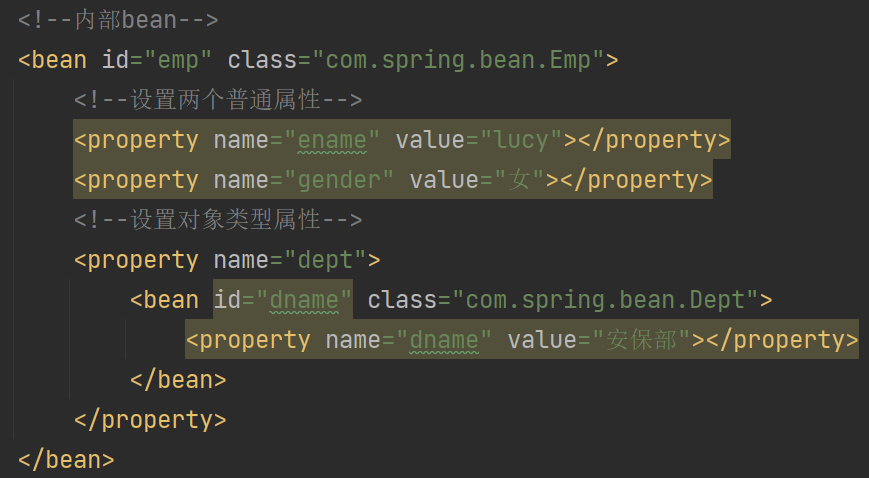 <!--内部bean-->
<bean id="emp" class="com.spring.bean.Emp">
<!--设置两个普通属性-->
<property name="ename" value="lucy"></property>
<property name="gender" value="女"></property>
<!--设置对象类型属性-->
<property name="dept">
<bean id="dname" class="com.spring.bean.Dept">
<property name="dname" value="安保部"></property>
</bean>
</property>
</bean>